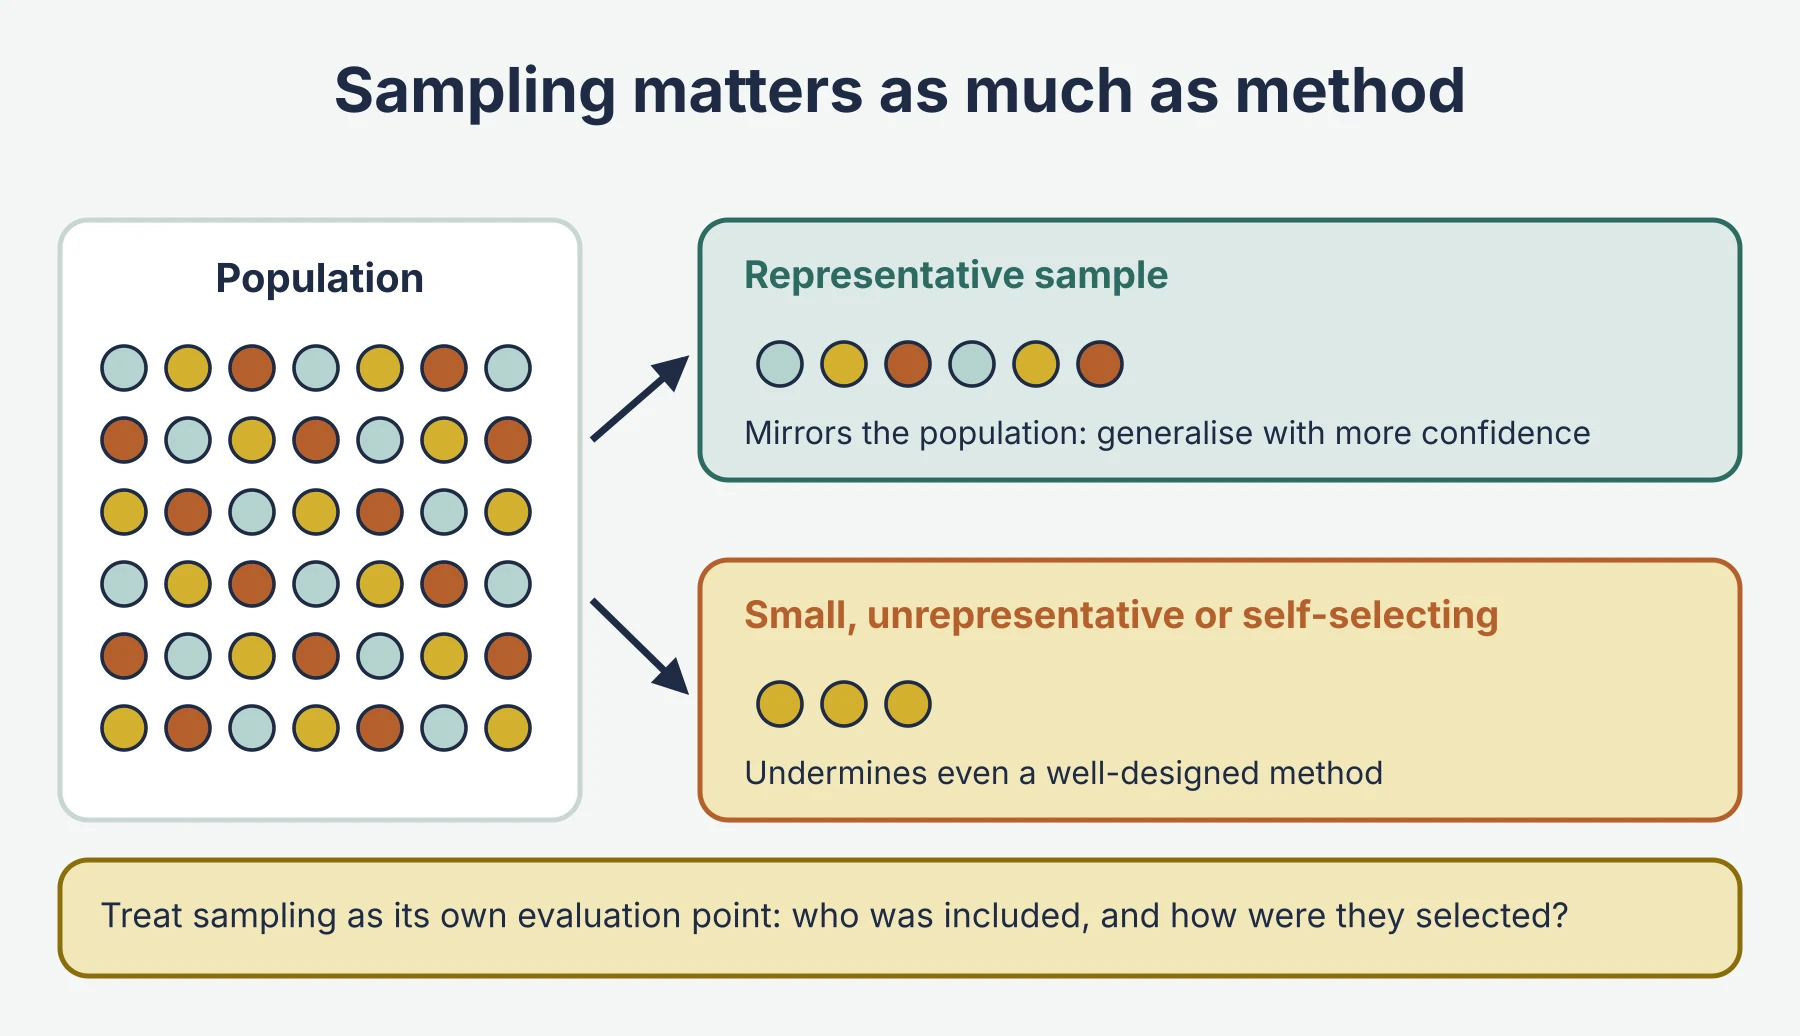 Sampling matters as much as method
Population
Representative sample
Mirrors the population: generalise with more confidence
Small, unrepresentative or self-selecting
Undermines even a well-designed method
Treat sampling as its own evaluation point: who was included, and how were they selected?